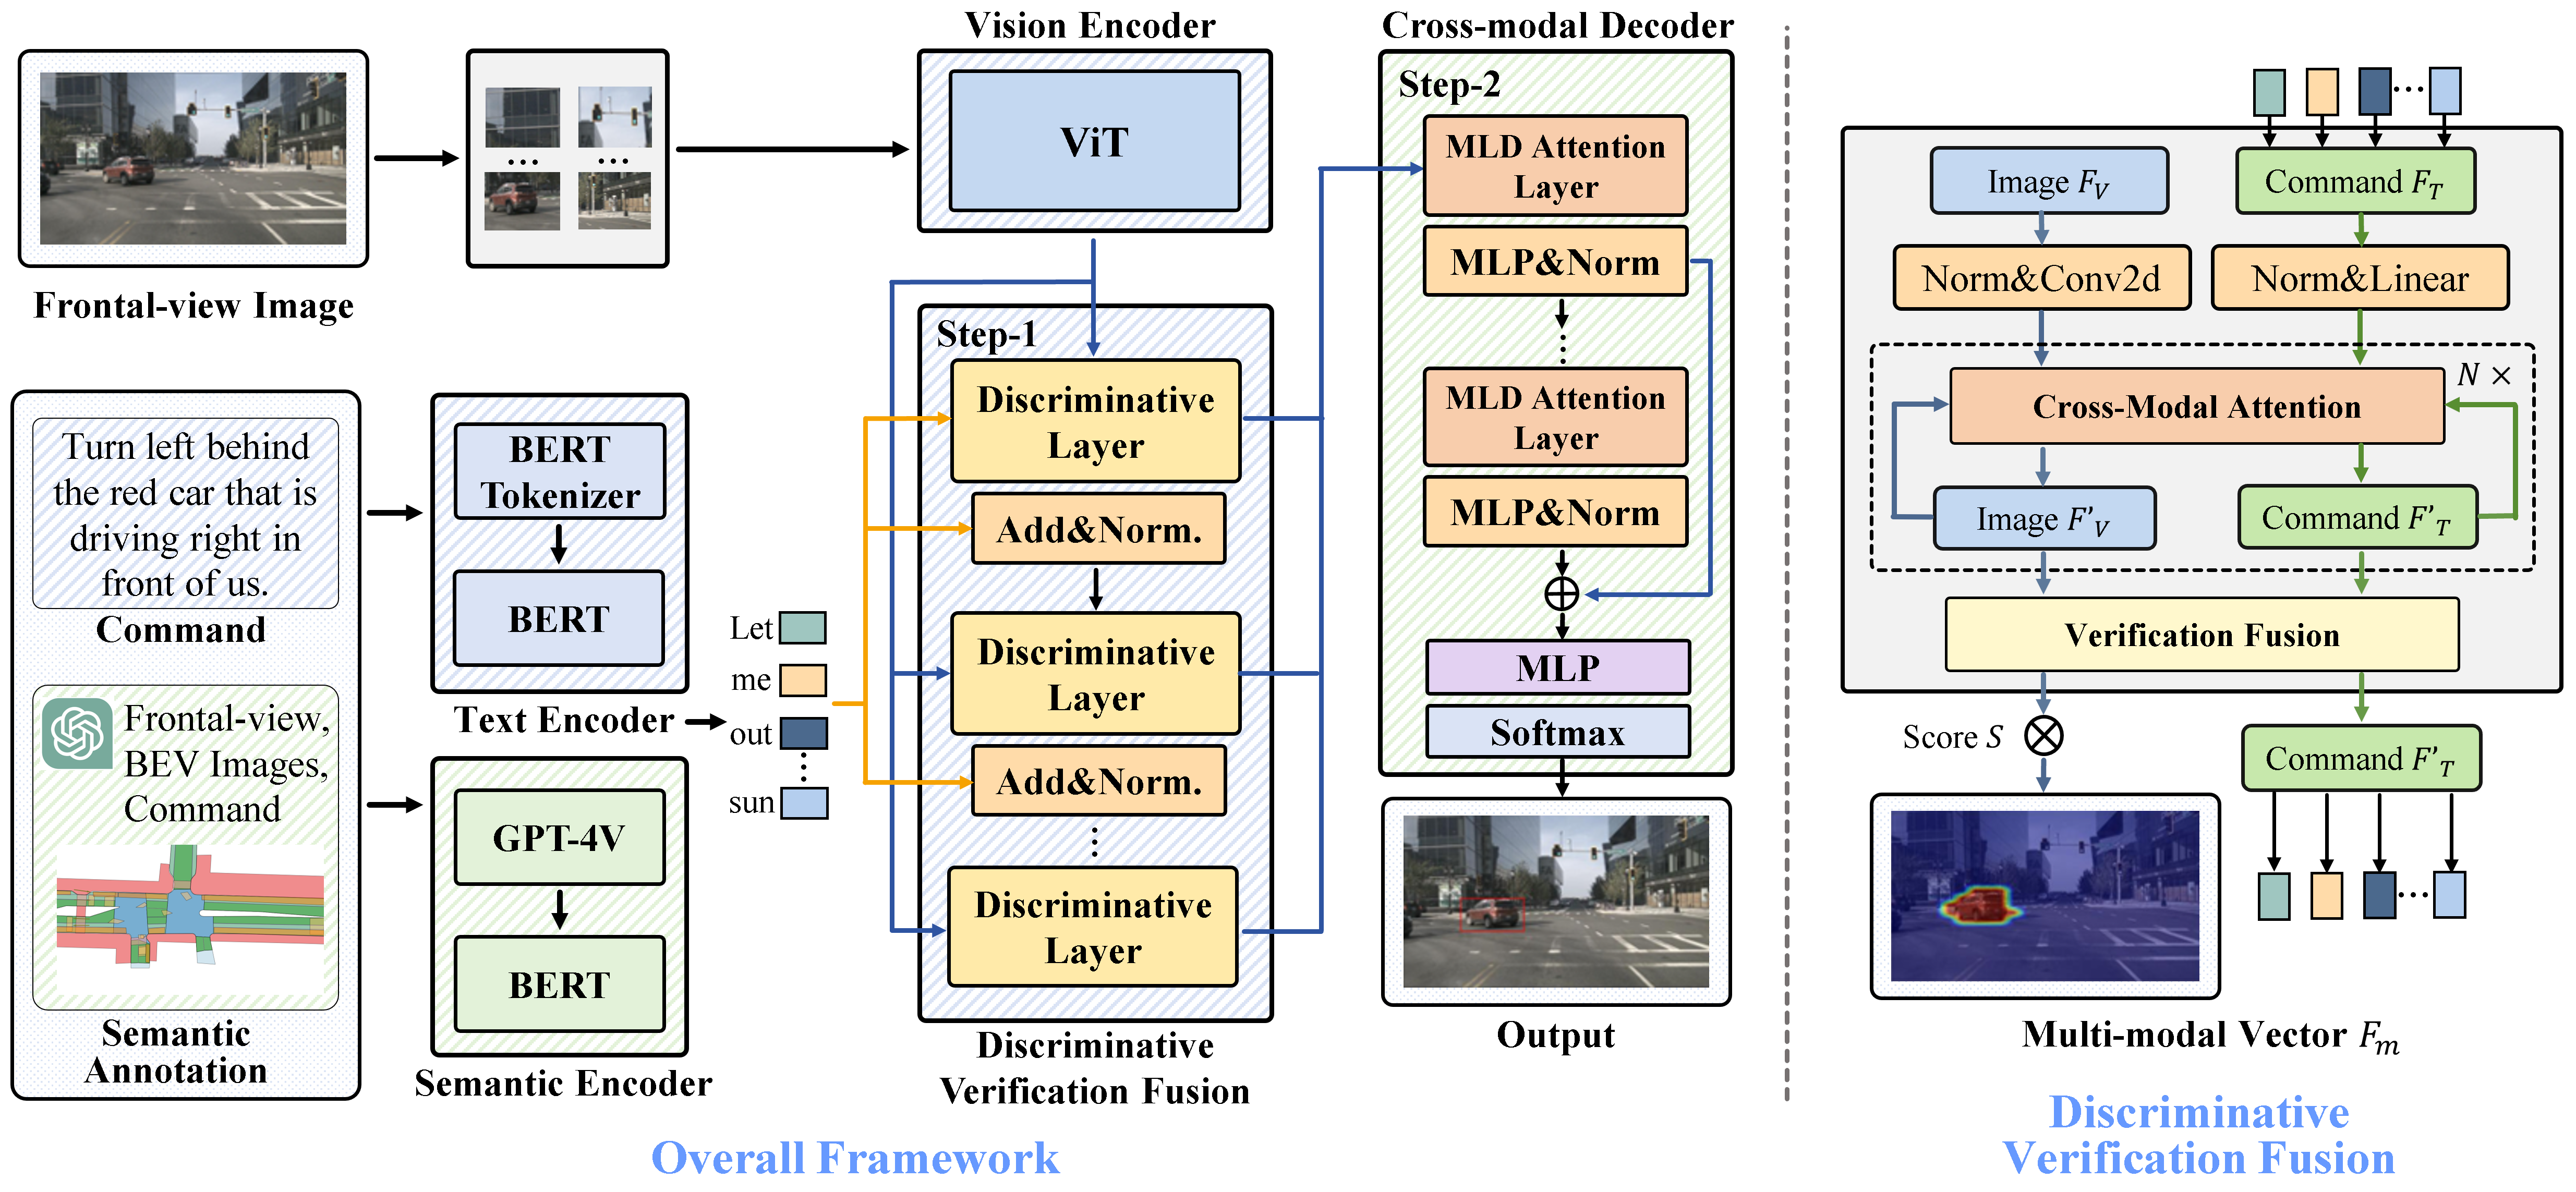 Vision Encoder
Cross-modal Decoder
Frontal-view Image
ViT
Command
Turn left behind
the red car that is
driving right in
front of us.
Semantic
Annotation
Frontal-view,
BEV Images,
Command
BERT
Tokenizer
BERT
Text Encoder
GPT-4V
BERT
Semantic Encoder
Let
me
out
⋮
sun
Step-1
Discriminative
Layer
Add&Norm.
Discriminative
Layer
Add&Norm.
⋮
Discriminative
Layer
Discriminative
Verification Fusion
Step-2
MLD Attention
Layer
MLP&Norm
⋮
MLD Attention
Layer
MLP&Norm
MLP
Softmax
Output
Overall Framework
...
Image F_V
Command F_T
Norm&Conv2d
Norm&Linear
N ×
Cross-Modal Attention
Image F'_V
Command F'_T
Verification Fusion
Score S
Command F'_T
...
Multi-modal Vector F_m
Discriminative
Verification Fusion